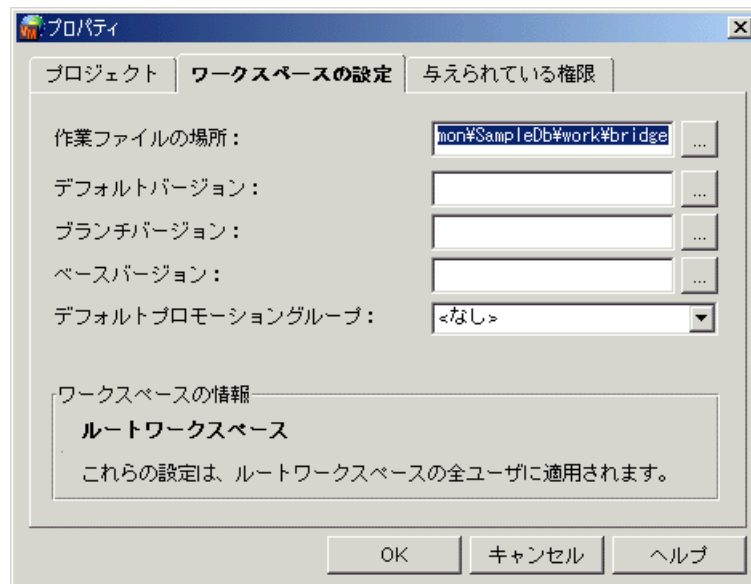 プロパティ
プロジェクト ワークスペースの設定 与えられている権限
作業ファイルの場所： mon¥SampleDb¥work¥bridge ...
デフォルトバージョン： ...
ブランチバージョン： ...
ベースバージョン： ...
デフォルトプロモーショングループ： <なし>
ワークスペースの情報
ルートワークスペース
これらの設定は、ルートワークスペースの全ユーザに適用されます。
OK キャンセル ヘルプ